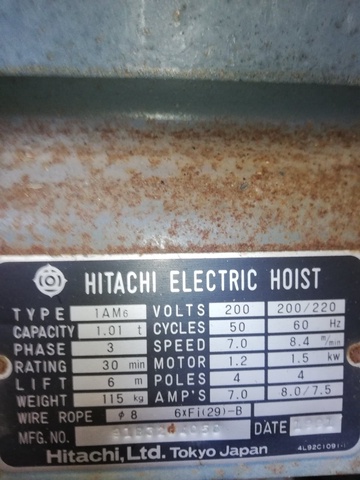 HITACHI ELECTRIC HOIST
TYPE 1AM6 VOLTS 200 200/220
CAPACITY 1.01 t CYCLES 50 60 Hz
PHASE 3 SPEED 7.0 8.4 m/min
RATING 30 min MOTOR 1.2 1.5 kw
LIFT 6 m POLES 4 4
WEIGHT 115 kg AMP'S 7.0 8.0/7.5
WIRE ROPE φ8 6×Fi(29)-B
MFG. NO. DATE
Hitachi, Ltd. Tokyo Japan